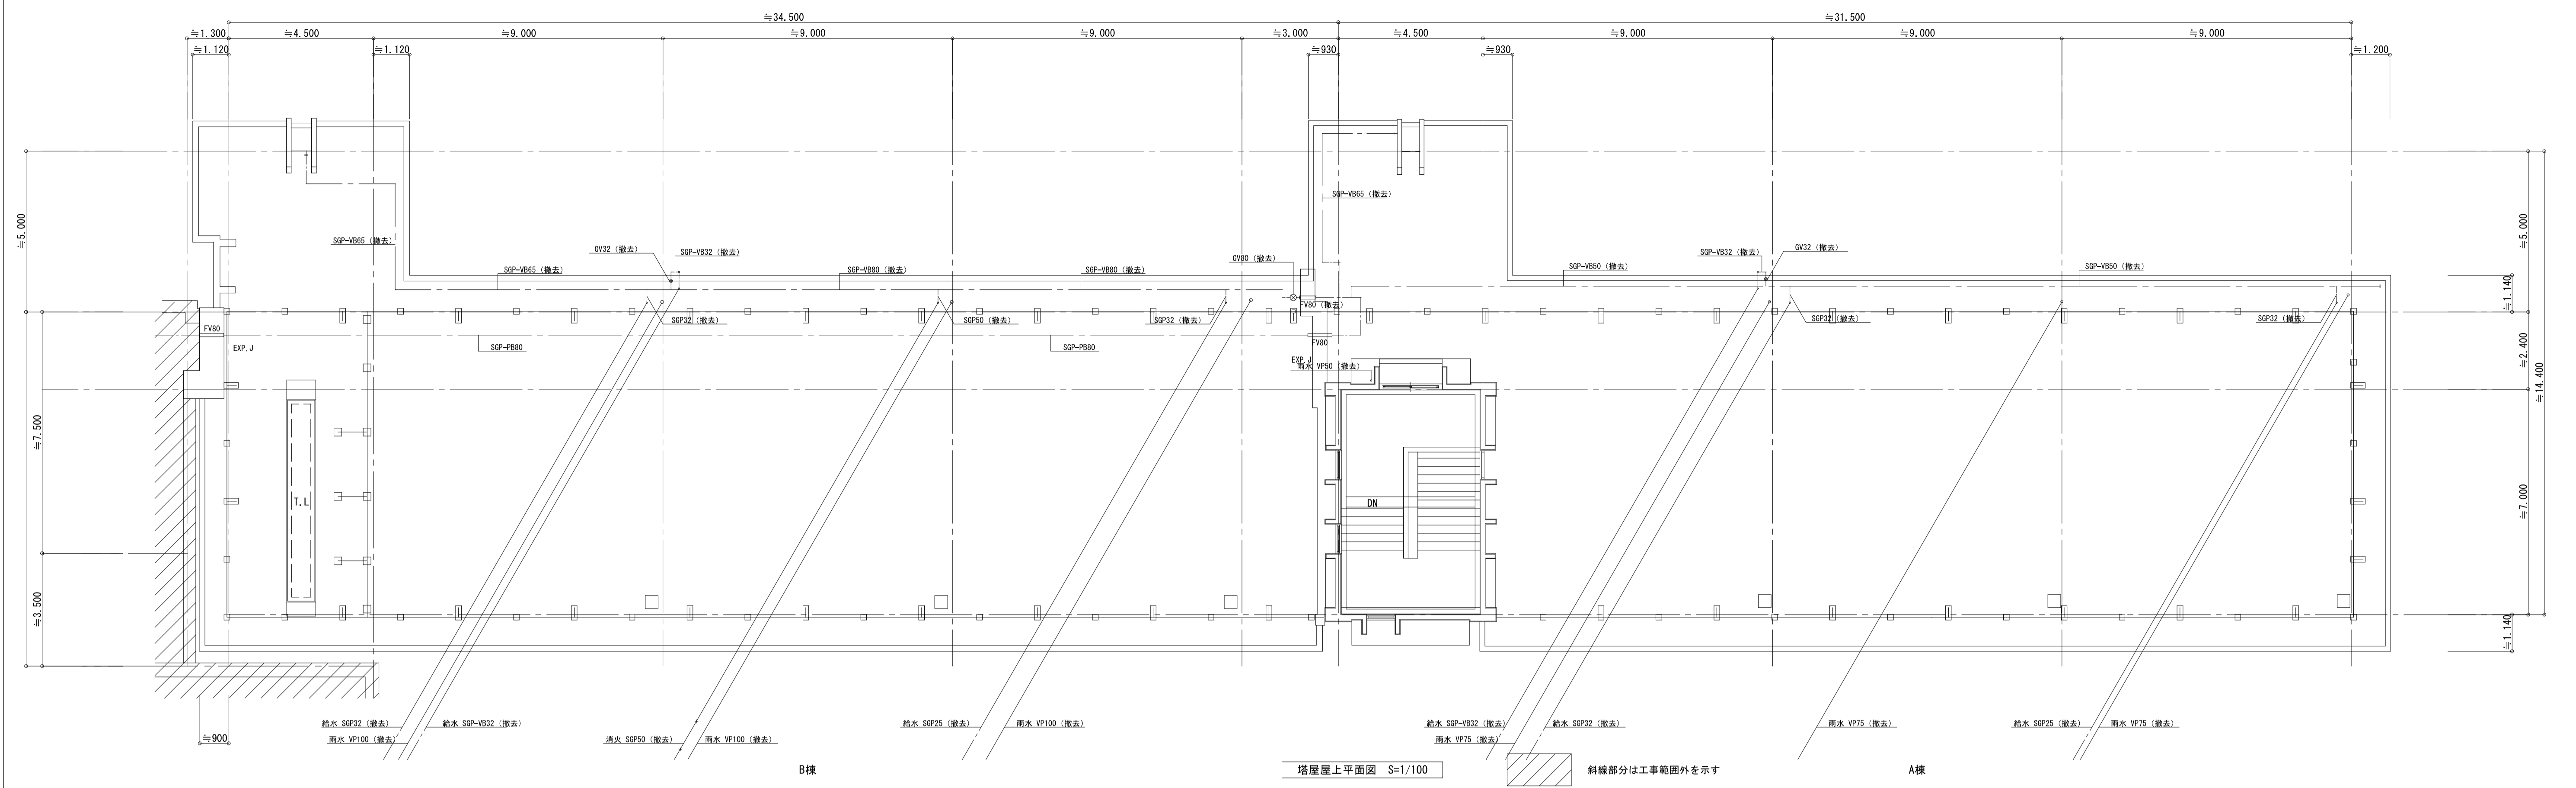 ≒34.500
≒31.500
≒1.300
≒4.500
≒9.000
≒9.000
≒9.000
≒3.000
≒4.500
≒9.000
≒9.000
≒9.000
≒1.120
≒1.120
≒930
≒930
≒1.200
≒5.000
≒7.500
≒3.500
≒5.000
≒1.140
≒2.400
≒14.400
≒7.000
≒1.140
SGP-VB65 (撤去)
SGP-VB65 (撤去)
GV32 (撤去)
SGP-VB32 (撤去)
SGP-VB65 (撤去)
SGP-VB80 (撤去)
SGP-VB80 (撤去)
GV80 (撤去)
SGP-VB50 (撤去)
SGP-VB32 (撤去)
GV32 (撤去)
SGP-VB50 (撤去)
FV80 (撤去)
FV80
SGP32 (撤去)
SGP50 (撤去)
SGP32 (撤去)
SGP32 (撤去)
SGP32 (撤去)
EXP.J
SGP-PB80
SGP-PB80
FV80
EXP.J
雨水 VP50 (撤去)
T.L
DN
給水 SGP32 (撤去)
給水 SGP-VB32 (撤去)
雨水 VP100 (撤去)
消火 SGP50 (撤去)
雨水 VP100 (撤去)
給水 SGP25 (撤去)
雨水 VP100 (撤去)
給水 SGP-VB32 (撤去)
給水 SGP32 (撤去)
雨水 VP75 (撤去)
雨水 VP75 (撤去)
給水 SGP25 (撤去)
雨水 VP75 (撤去)
≒900
B棟
塔屋屋上平面図 S=1/100
斜線部分は工事範囲外を示す
A棟